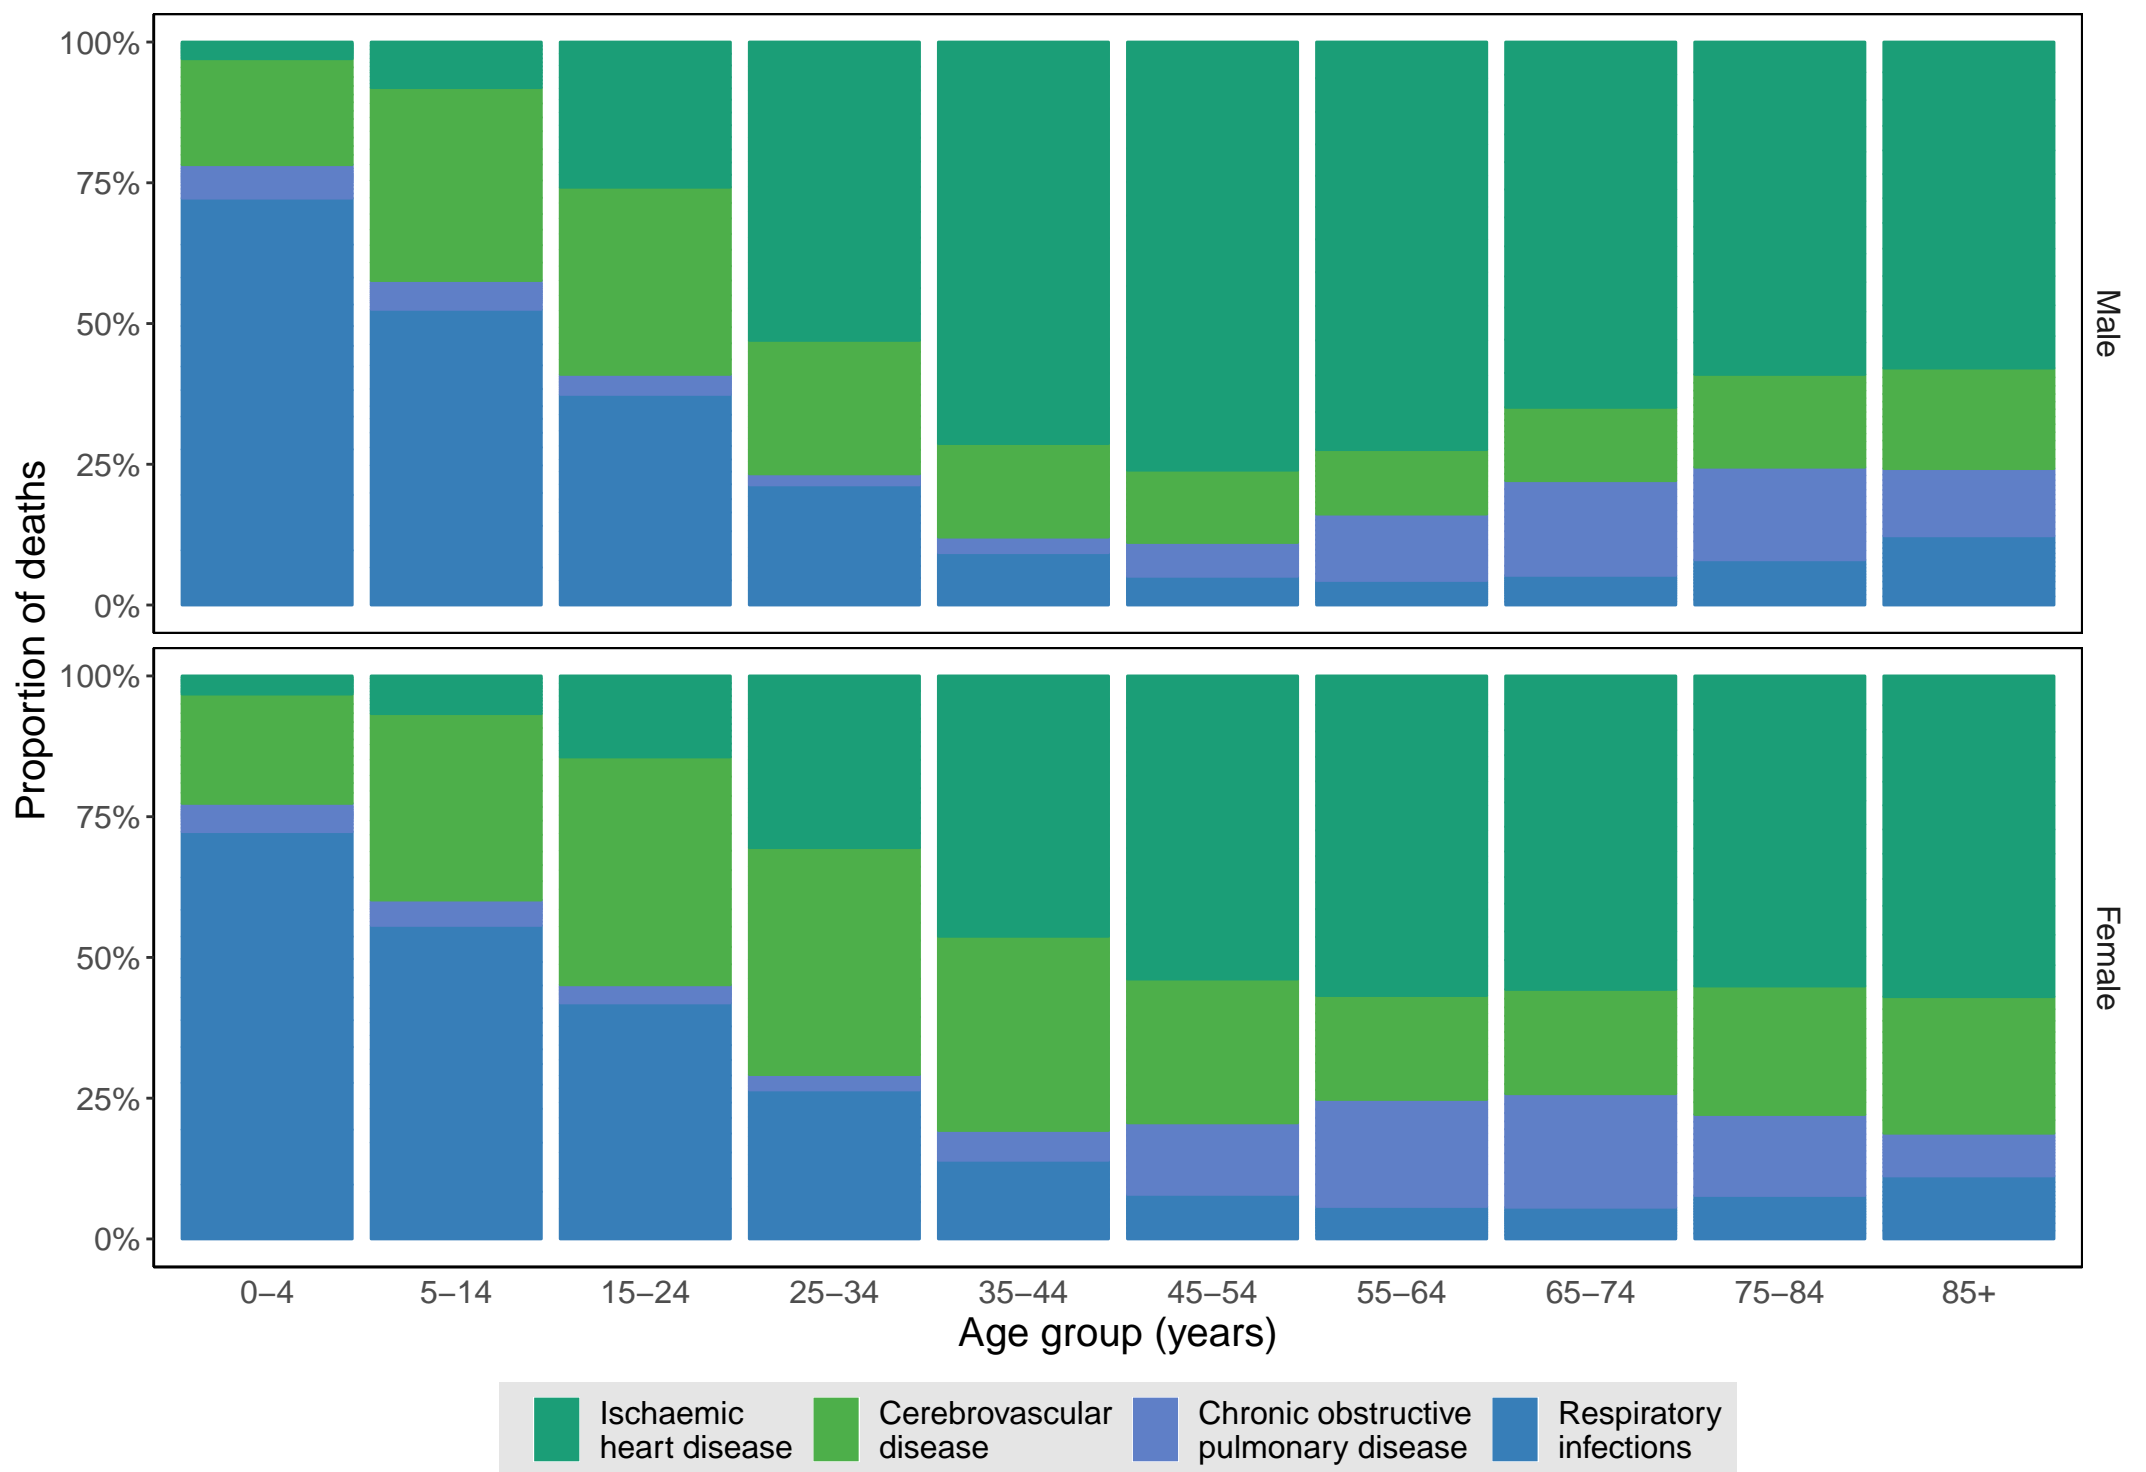 Proportion of deaths
100%
75%
50%
25%
0%
Male
100%
75%
50%
25%
0%
Female
0–4 5–14 15–24 25–34 35–44 45–54 55–64 65–74 75–84 85+
Age group (years)
Ischaemic
heart disease
Cerebrovascular
disease
Chronic obstructive
pulmonary disease
Respiratory
infections